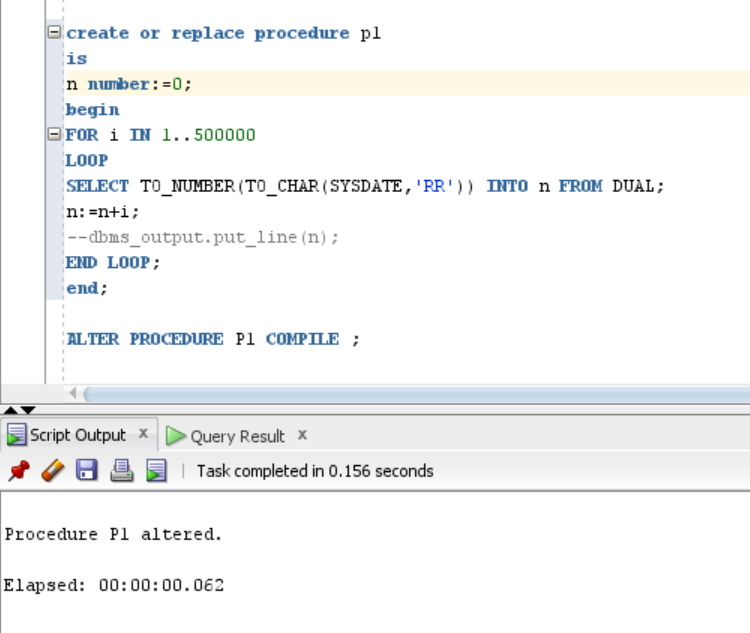 create or replace procedure p1
is
n number:=0;
begin
FOR i IN 1..500000
LOOP
SELECT TO_NUMBER(TO_CHAR(SYSDATE,'RR')) INTO n FROM DUAL;
n:=n+i;
--dbms_output.put_line(n);
END LOOP;
end;
ALTER PROCEDURE P1 COMPILE ;
Script Output x Query Result x
Task completed in 0.156 seconds
Procedure P1 altered.
Elapsed: 00:00:00.062